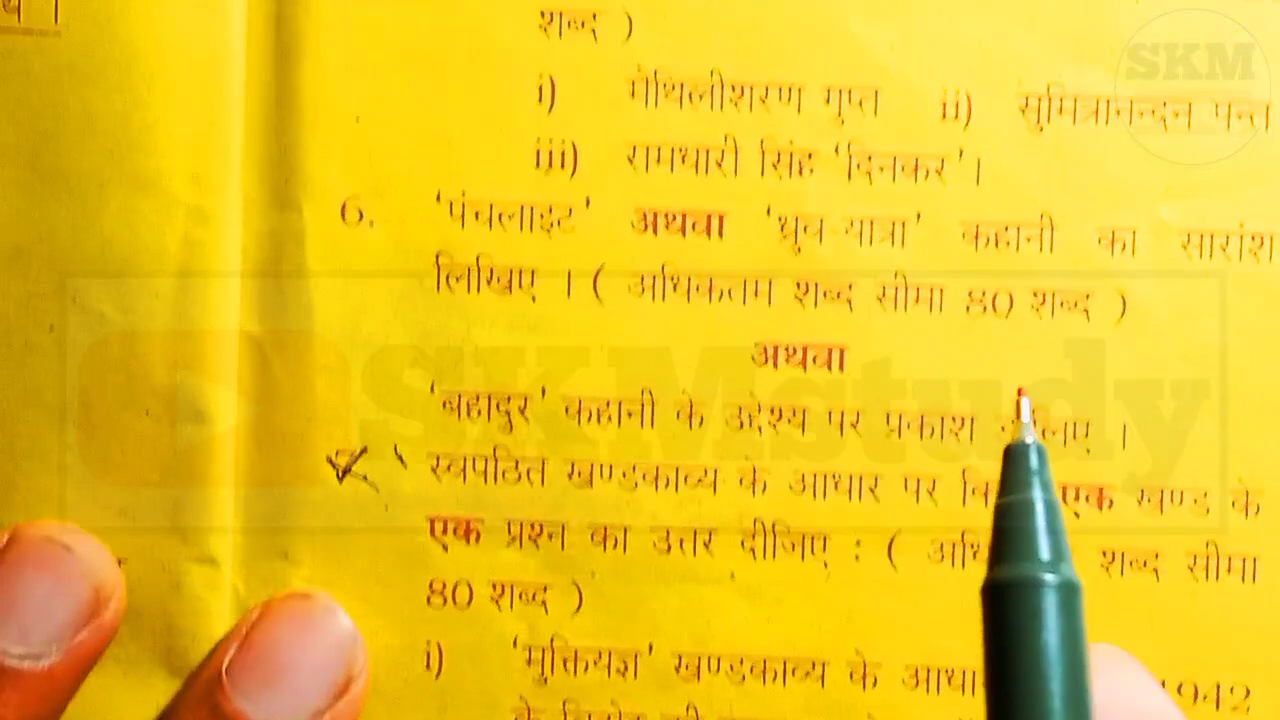 शब्द )
SKM
i) मैथिलीशरण गुप्त ii) सुमित्रानन्दन पन्त
iii) रामधारी सिंह 'दिनकर'।
6. 'पंचलाइट' अथवा 'ध्रुव-यात्रा' कहानी का सारांश
लिखिए । ( अधिकतम शब्द सीमा 80 शब्द )
अथवा
SKMstudy
'बहादुर' कहानी के उद्देश्य पर प्रकाश
स्वपठित खण्डकाव्य के आधार पर एक खण्ड के
एक प्रश्न का उत्तर दीजिए : ( शब्द सीमा
80 शब्द )
i) 'मुक्तियज्ञ' खण्डकाव्य के 1942